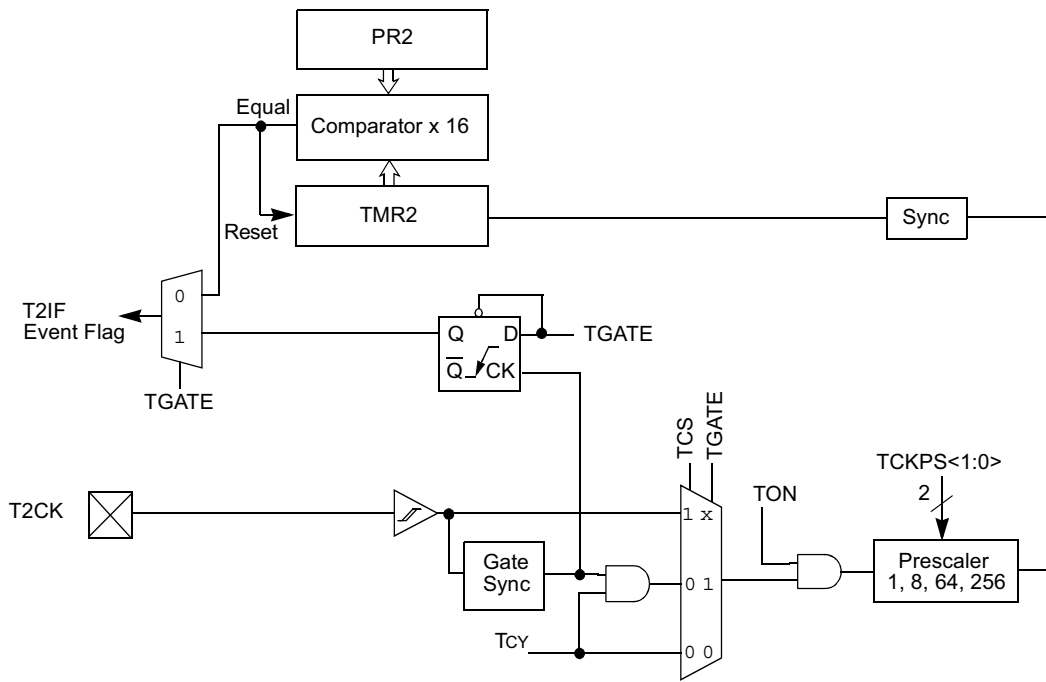 PR2
Equal
Comparator x 16
TMR2
Reset
Sync
0
1
T2IF
Event Flag
TGATE
Q
D
Q
CK
TGATE
TCS
TGATE
T2CK
1 x
0 1
0 0
Gate
Sync
TCY
TON
TCKPS<1:0>
2
Prescaler
1, 8, 64, 256